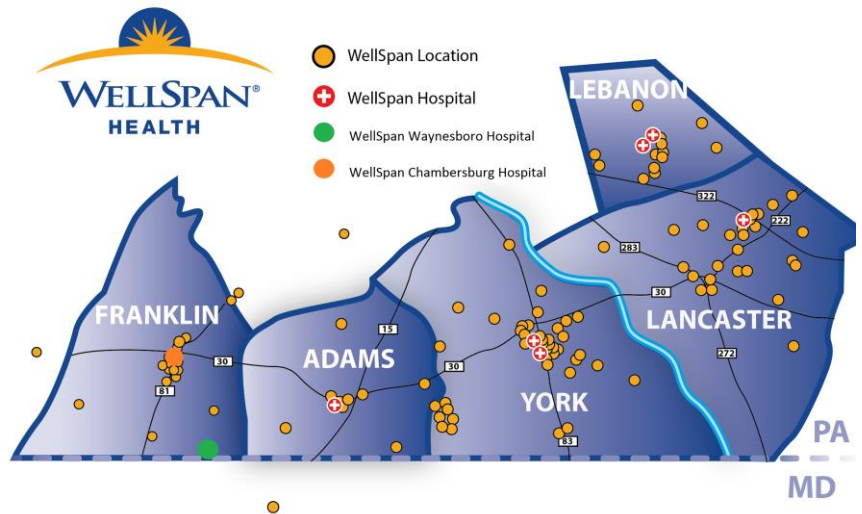 WELLSPAN®
HEALTH
WellSpan Location
WellSpan Hospital
WellSpan Waynesboro Hospital
WellSpan Chambersburg Hospital
LEBANON
322
222
283
30
FRANKLIN
15
LANCASTER
ADAMS
30
30
272
81
YORK
83
PA
MD